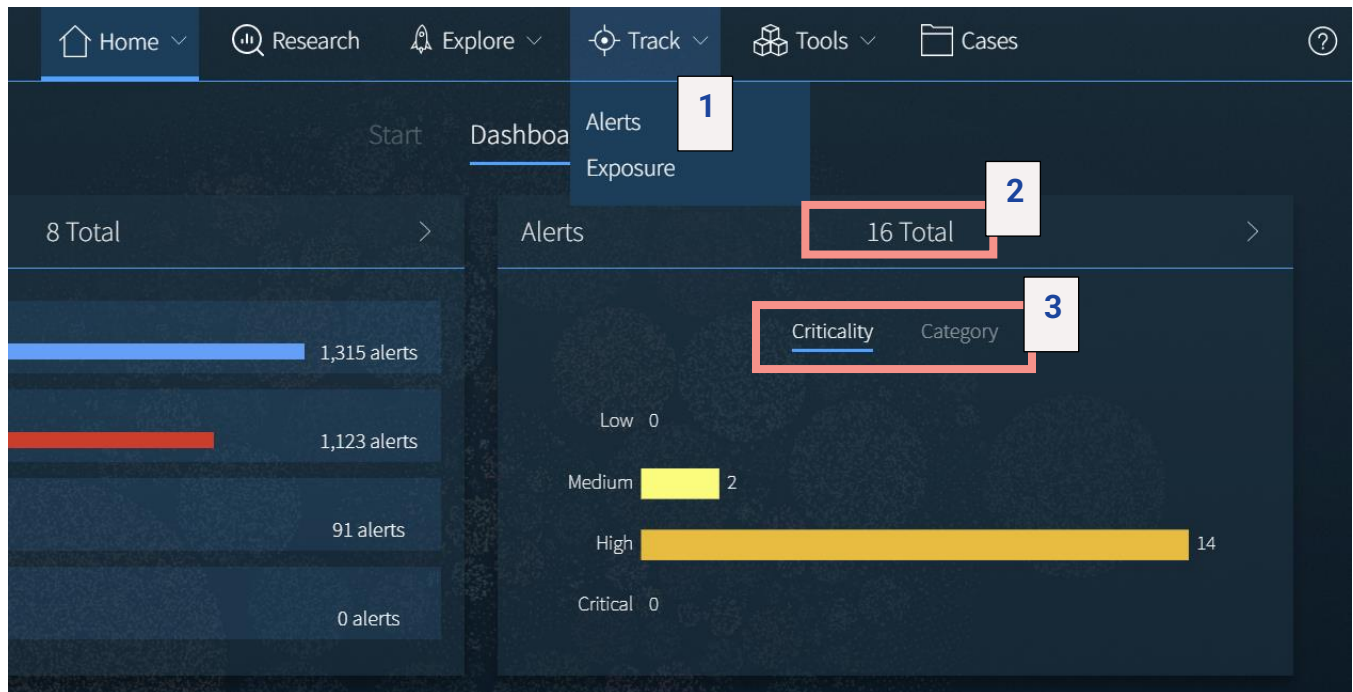 Home
Research
Explore
Track
Tools
Cases
?
Alerts
Exposure
1
Start
Dashboa
8 Total
1,315 alerts
1,123 alerts
91 alerts
0 alerts
Alerts
16 Total
2
Criticality
Category
3
Low 0
Medium 2
High 14
Critical 0